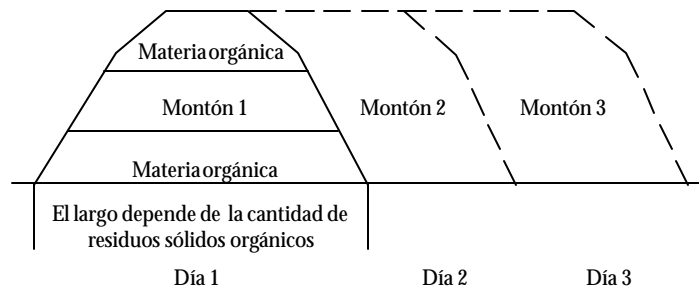 Materia orgánica
Montón 1
Montón 2
Montón 3
Materia orgánica
El largo depende de la cantidad de
residuos sólidos orgánicos
Día 1
Día 2
Día 3